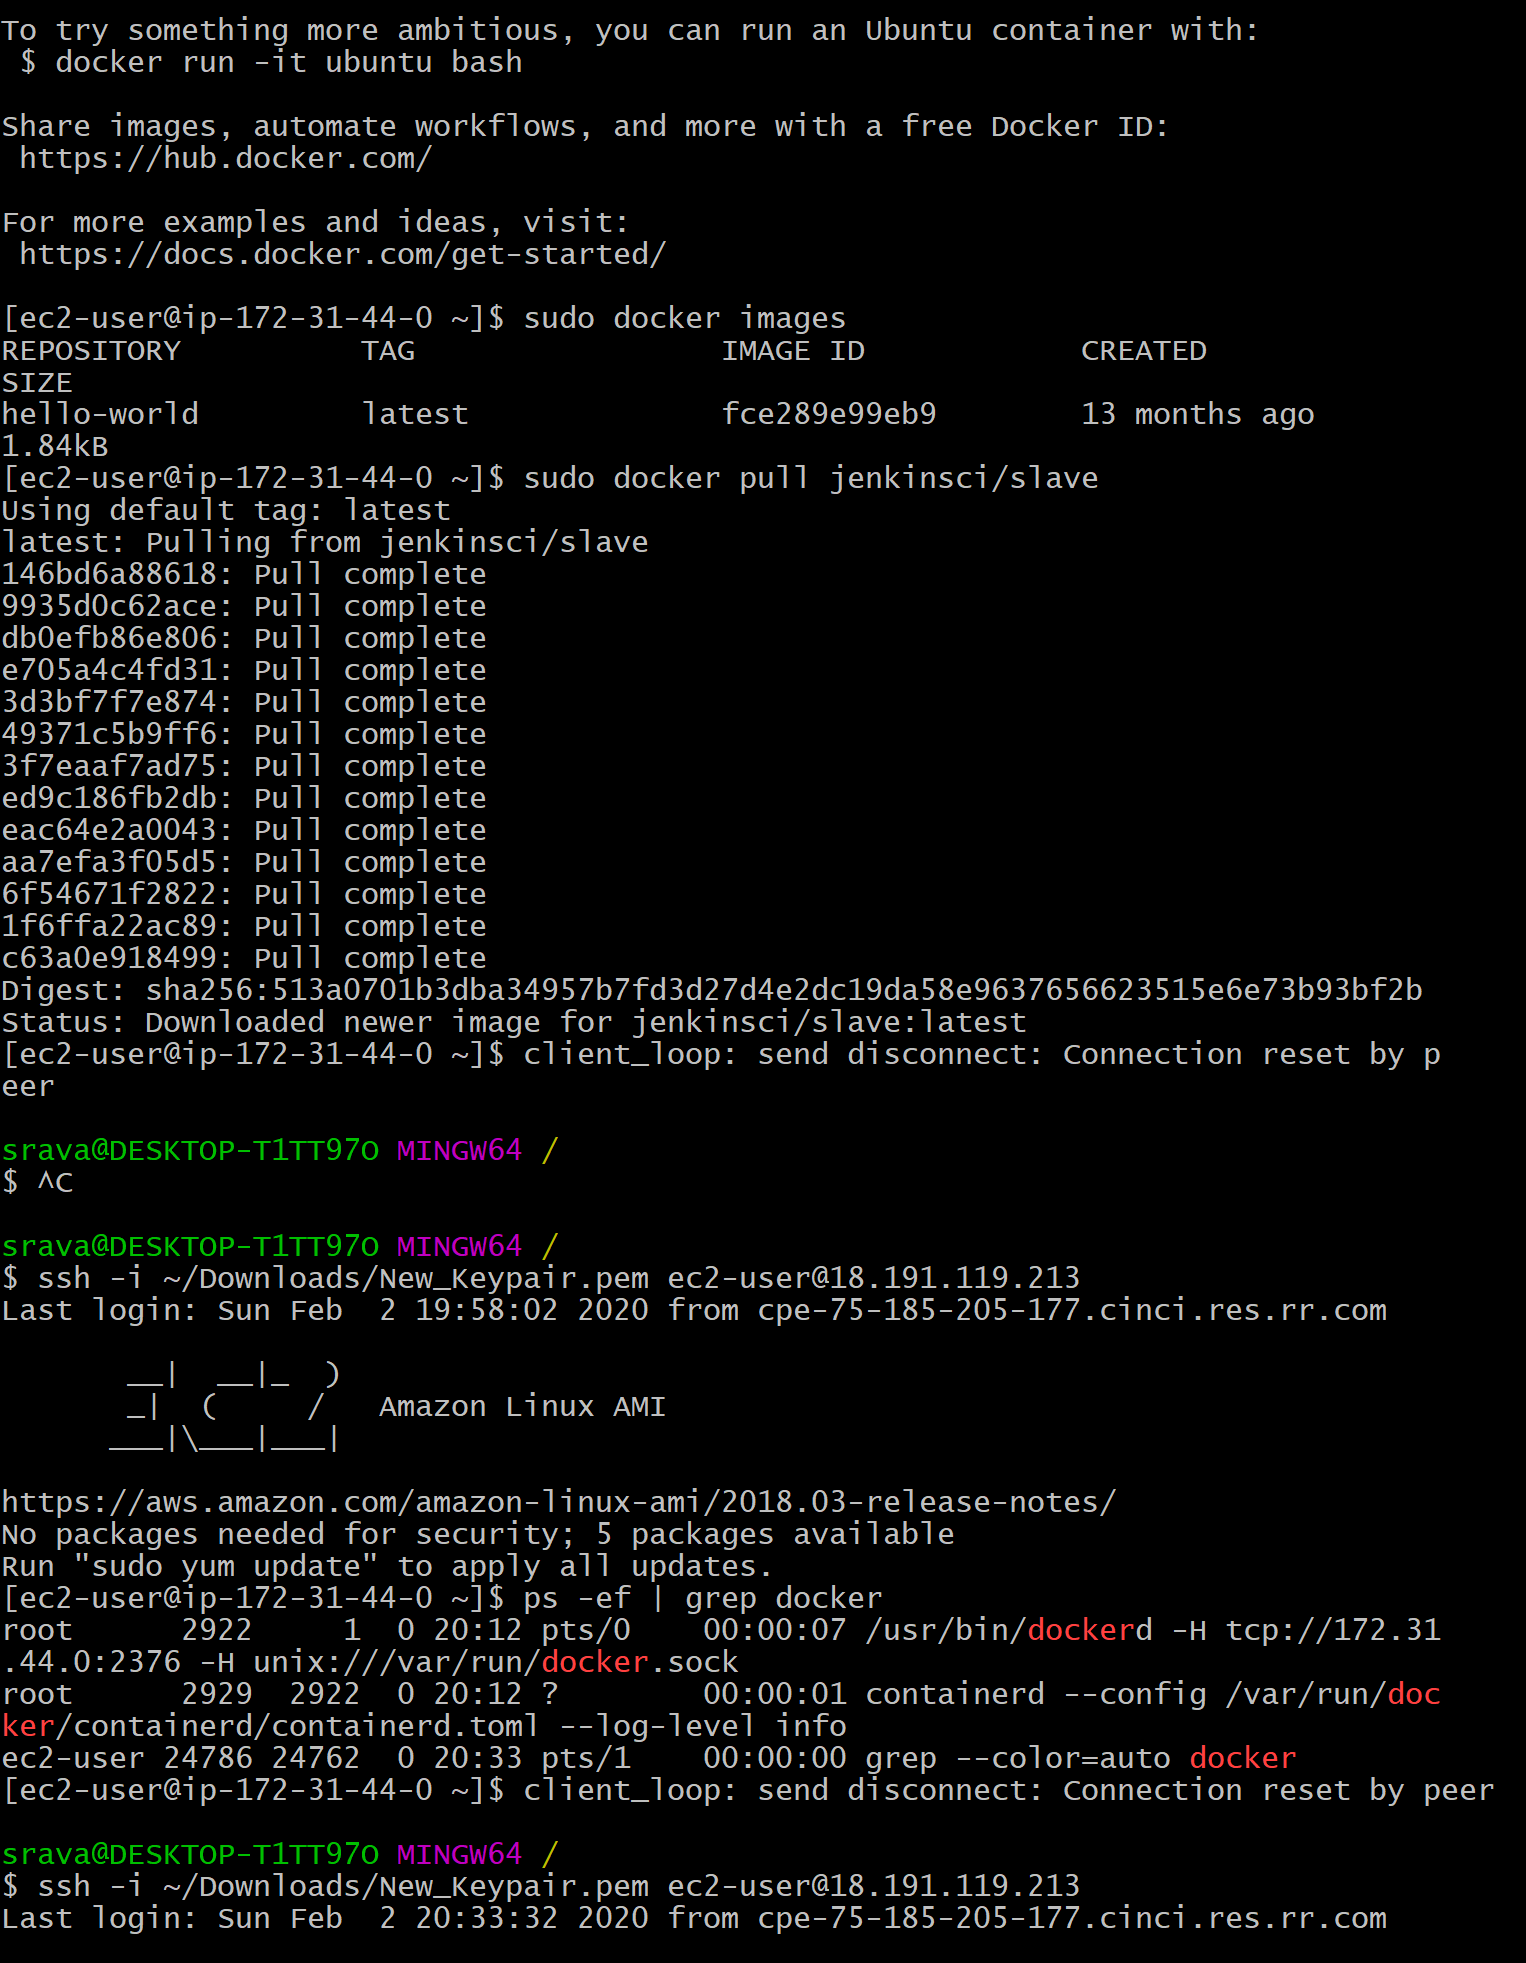 To try something more ambitious, you can run an Ubuntu container with:
 $ docker run -it ubuntu bash

Share images, automate workflows, and more with a free Docker ID:
 https://hub.docker.com/

For more examples and ideas, visit:
 https://docs.docker.com/get-started/

[ec2-user@ip-172-31-44-0 ~]$ sudo docker images
REPOSITORY          TAG                 IMAGE ID            CREATED
SIZE
hello-world         latest              fce289e99eb9        13 months ago
1.84kB
[ec2-user@ip-172-31-44-0 ~]$ sudo docker pull jenkinsci/slave
Using default tag: latest
latest: Pulling from jenkinsci/slave
146bd6a88618: Pull complete
9935d0c62ace: Pull complete
db0efb86e806: Pull complete
e705a4c4fd31: Pull complete
3d3bf7f7e874: Pull complete
49371c5b9ff6: Pull complete
3f7eaaf7ad75: Pull complete
ed9c186fb2db: Pull complete
eac64e2a0043: Pull complete
aa7efa3f05d5: Pull complete
6f54671f2822: Pull complete
1f6ffa22ac89: Pull complete
c63a0e918499: Pull complete
Digest: sha256:513a0701b3dba34957b7fd3d27d4e2dc19da58e9637656623515e6e73b93bf2b
Status: Downloaded newer image for jenkinsci/slave:latest
[ec2-user@ip-172-31-44-0 ~]$ client_loop: send disconnect: Connection reset by p
eer

srava@DESKTOP-T1TT97O MINGW64 /
$ ^C

srava@DESKTOP-T1TT97O MINGW64 /
$ ssh -i ~/Downloads/New_Keypair.pem ec2-user@18.191.119.213
Last login: Sun Feb  2 19:58:02 2020 from cpe-75-185-205-177.cinci.res.rr.com

       __|  __|_  )
       _|  (     /   Amazon Linux AMI
      ___|\___|___|

https://aws.amazon.com/amazon-linux-ami/2018.03-release-notes/
No packages needed for security; 5 packages available
Run "sudo yum update" to apply all updates.
[ec2-user@ip-172-31-44-0 ~]$ ps -ef | grep docker
root      2922     1  0 20:12 pts/0    00:00:07 /usr/bin/dockerd -H tcp://172.31
.44.0:2376 -H unix:///var/run/docker.sock
root      2929  2922  0 20:12 ?        00:00:01 containerd --config /var/run/doc
ker/containerd/containerd.toml --log-level info
ec2-user 24786 24762  0 20:33 pts/1    00:00:00 grep --color=auto docker
[ec2-user@ip-172-31-44-0 ~]$ client_loop: send disconnect: Connection reset by peer

srava@DESKTOP-T1TT97O MINGW64 /
$ ssh -i ~/Downloads/New_Keypair.pem ec2-user@18.191.119.213
Last login: Sun Feb  2 20:33:32 2020 from cpe-75-185-205-177.cinci.res.rr.com